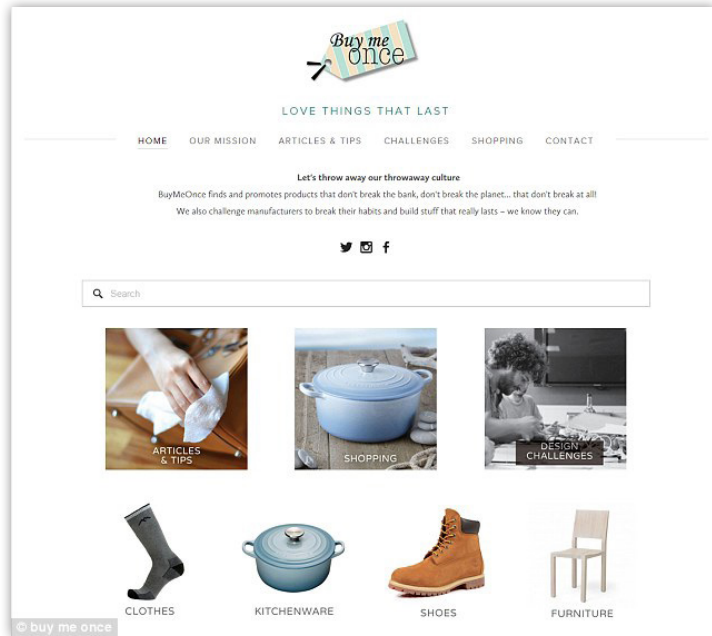 Buy me
once
LOVE THINGS THAT LAST
HOME OUR MISSION ARTICLES & TIPS CHALLENGES SHOPPING CONTACT
Let's throw away our throwaway culture
BuyMeOnce finds and promotes products that don't break the bank, don't break the planet... that don't break at all!
We also challenge manufacturers to break their habits and build stuff that really lasts – we know they can.
Search
ARTICLES
& TIPS
SHOPPING
DESIGN
CHALLENGES
CLOTHES
KITCHENWARE
SHOES
FURNITURE
© buy me once